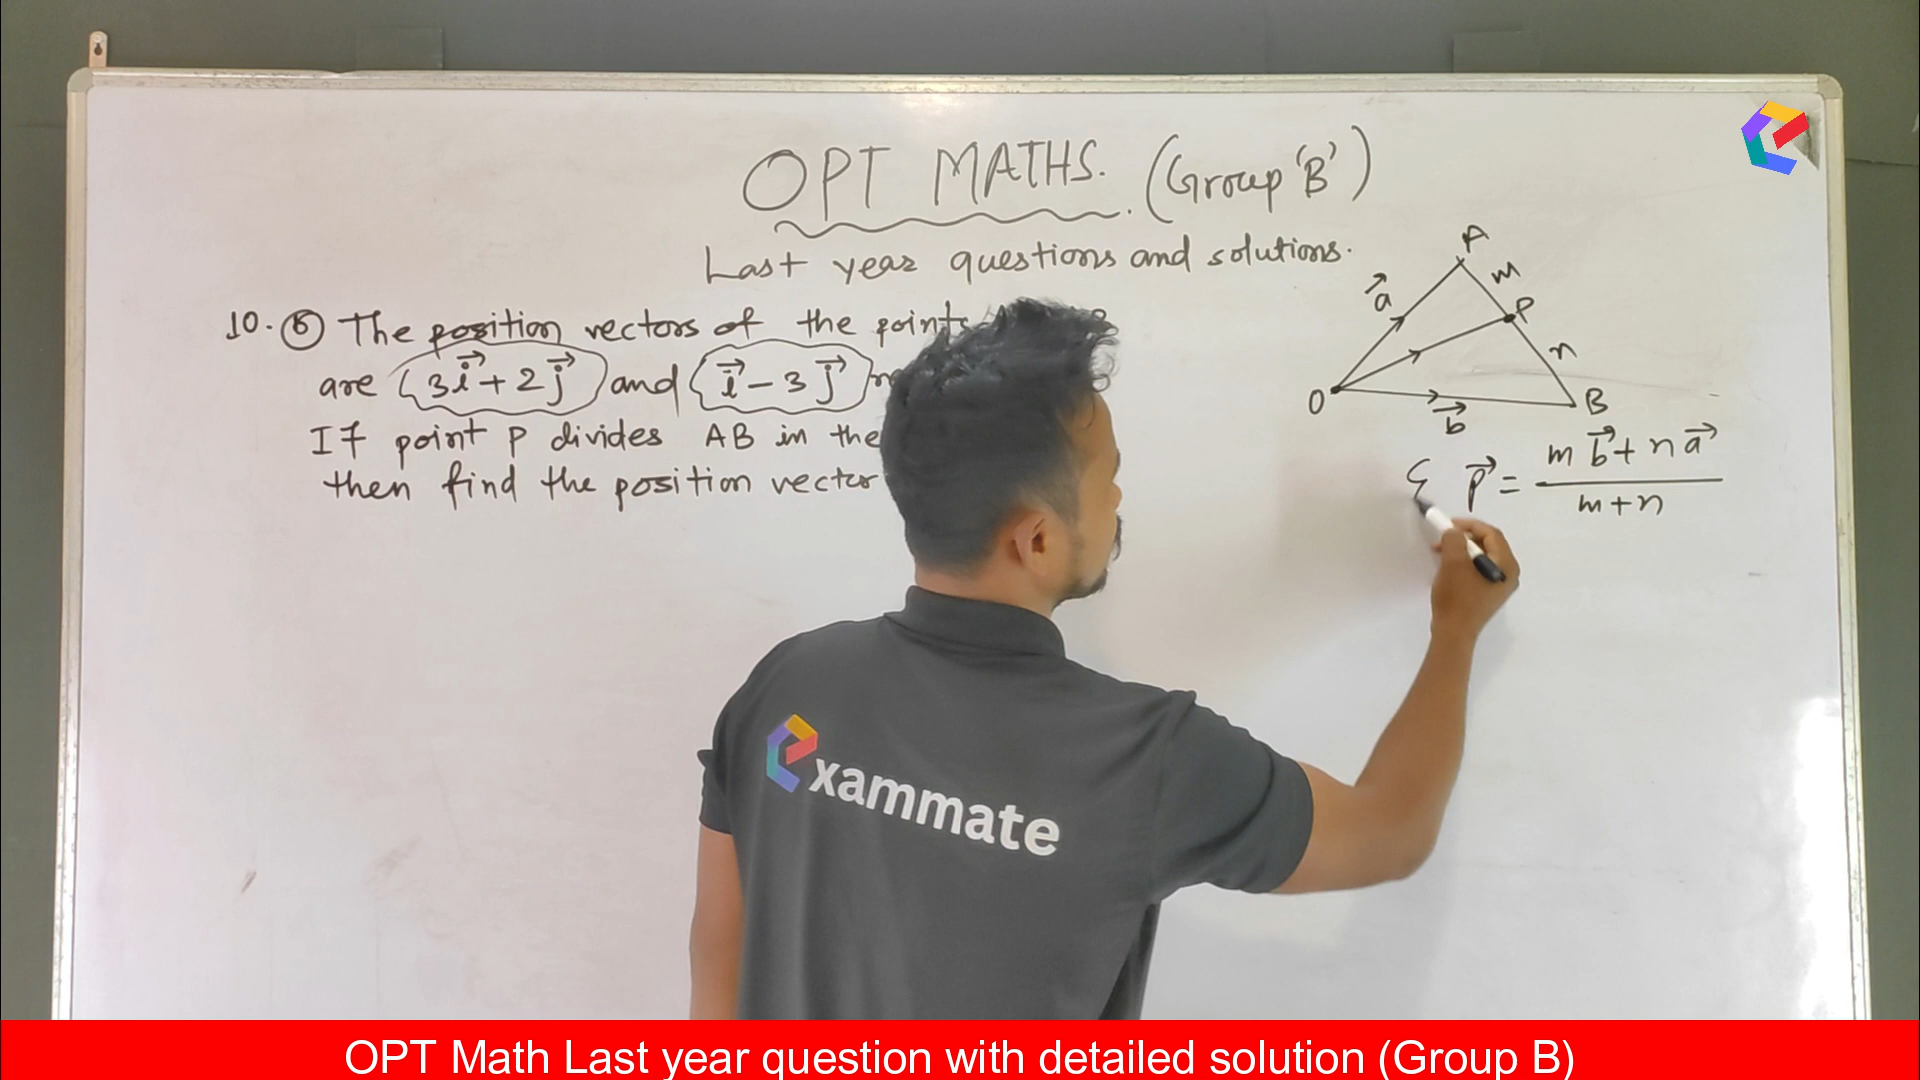 OPT MATHS. (Group 'B')
Last year questions and solutions.
10. (b) The position vectors of the points
are (3i⃗ + 2j⃗) and (i⃗ - 3j⃗)
If point P divides AB in the
then find the position vector
A
m
a⃗
P
n
O
B
b⃗
{ p⃗ = (m b⃗ + n a⃗) / (m + n)
exammate
OPT Math Last year question with detailed solution (Group B)